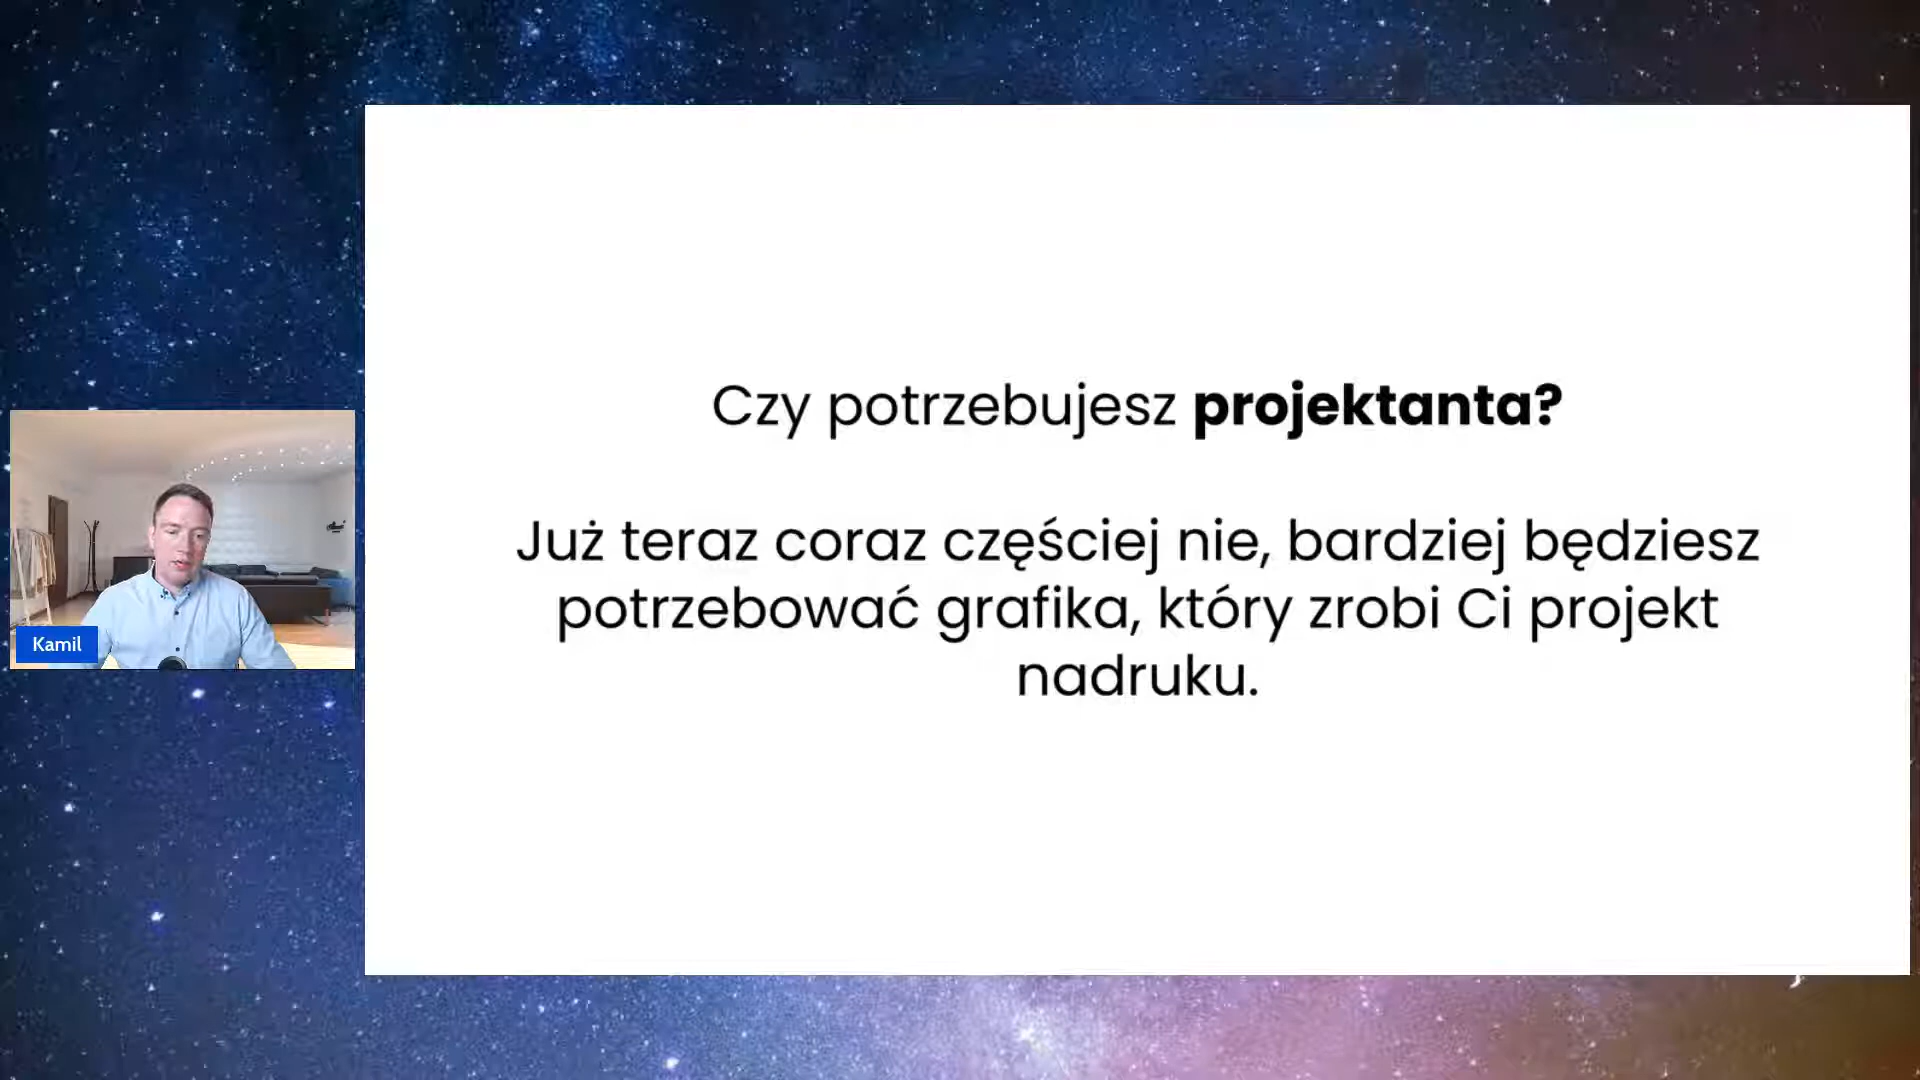 Czy potrzebujesz projektanta?
Już teraz coraz częściej nie, bardziej będziesz
potrzebować grafika, który zrobi Ci projekt
nadruku.
Kamil